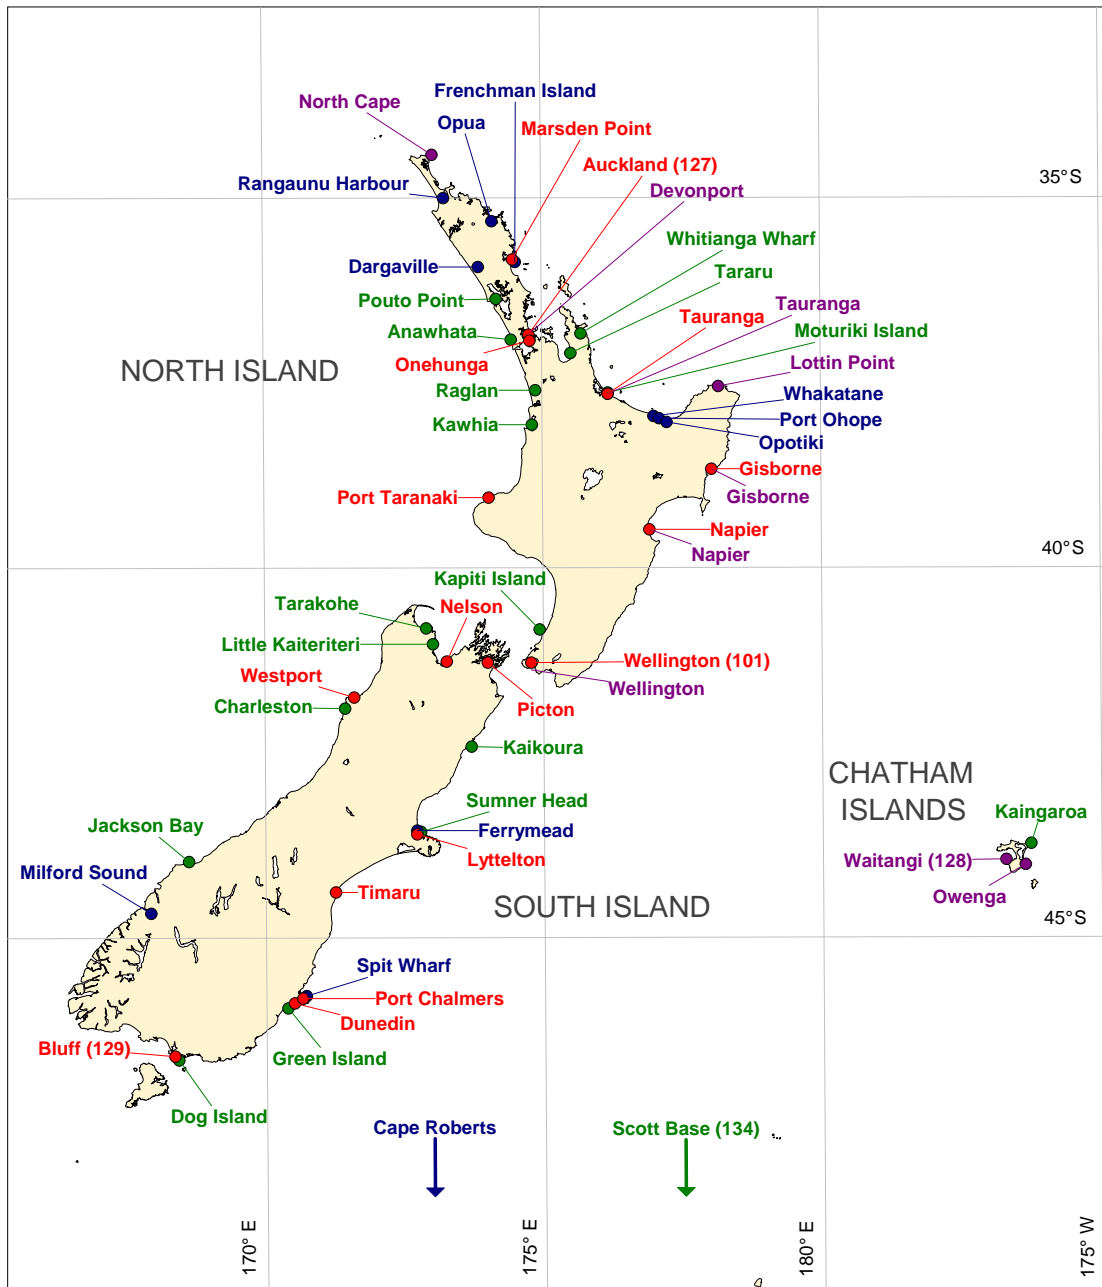 Frenchman Island
North Cape
Opua
Marsden Point
Auckland (127)
Rangaunu Harbour
Devonport
35°S
Whitianga Wharf
Dargaville
Tararu
Pouto Point
Tauranga
Tauranga
Anawhata
Moturiki Island
Onehunga
NORTH ISLAND
Lottin Point
Raglan
Whakatane
Kawhia
Port Ohope
Opotiki
Gisborne
Port Taranaki
Gisborne
Napier
40°S
Napier
Kapiti Island
Tarakohe
Nelson
Little Kaiteriteri
Wellington (101)
Westport
Wellington
Charleston
Picton
Kaikoura
CHATHAM
ISLANDS
Sumner Head
Kaingaroa
Jackson Bay
Ferrymead
Lyttelton
Waitangi (128)
Milford Sound
Timaru
Owenga
SOUTH ISLAND
45°S
Spit Wharf
Port Chalmers
Dunedin
Bluff (129)
Green Island
Dog Island
Cape Roberts
Scott Base (134)
170° E
175° E
180° E
175° W